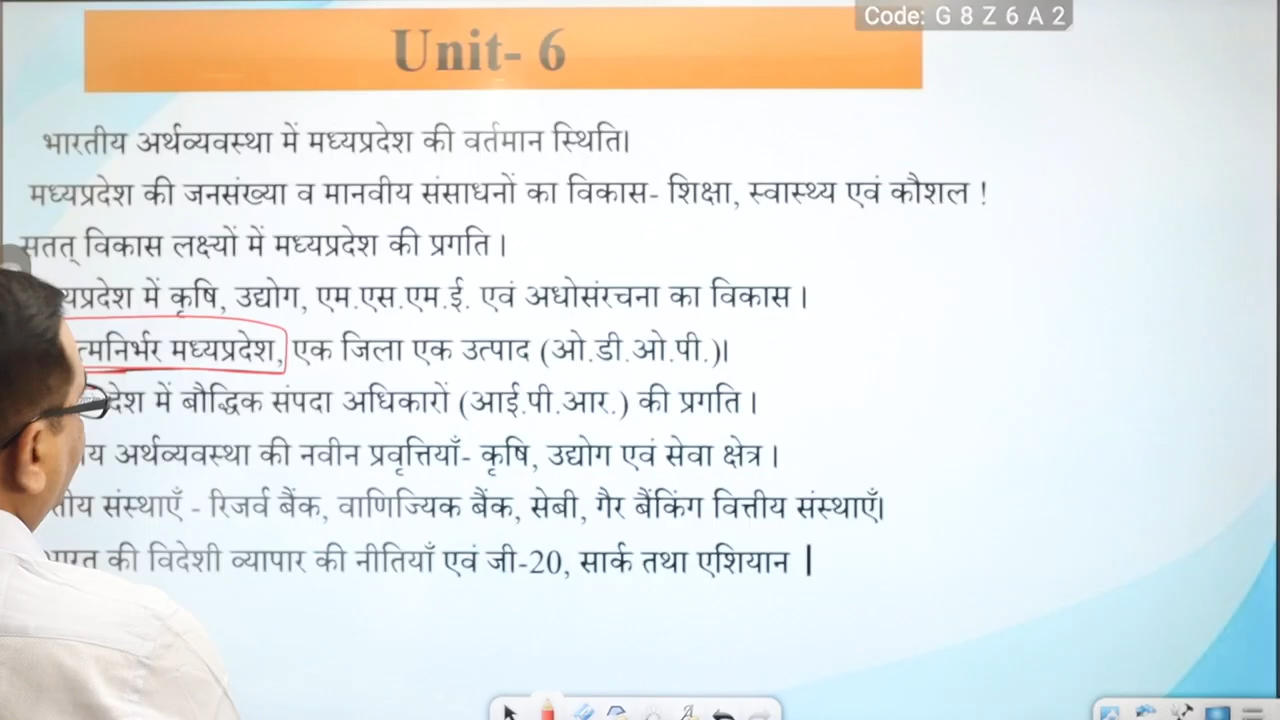 Code: G 8 Z 6 A 2
Unit- 6
भारतीय अर्थव्यवस्था में मध्यप्रदेश की वर्तमान स्थिति।
मध्यप्रदेश की जनसंख्या व मानवीय संसाधनों का विकास- शिक्षा, स्वास्थ्य एवं कौशल !
सतत् विकास लक्ष्यों में मध्यप्रदेश की प्रगति ।
में कृषि, उद्योग, एम.एस.एम.ई. एवं अधोसंरचना का विकास ।
मध्यप्रदेश, एक जिला एक उत्पाद (ओ.डी.ओ.पी.)।
में बौद्धिक संपदा अधिकारों (आई.पी.आर.) की प्रगति ।
अर्थव्यवस्था की नवीन प्रवृत्तियाँ- कृषि, उद्योग एवं सेवा क्षेत्र ।
संस्थाएँ - रिजर्व बैंक, वाणिज्यिक बैंक, सेबी, गैर बैंकिंग वित्तीय संस्थाएँ।
की विदेशी व्यापार की नीतियाँ एवं जी-20, सार्क तथा एशियान |